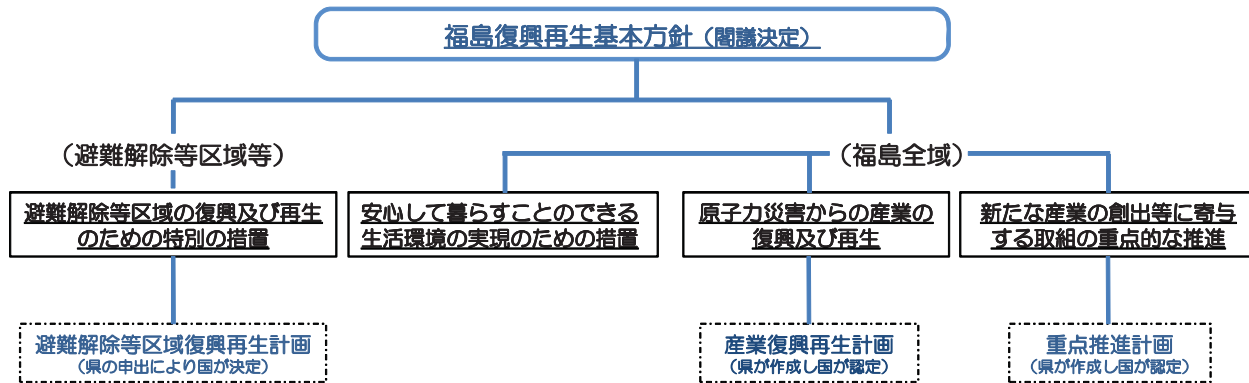 福島復興再生基本方針（閣議決定）
（避難解除等区域等）
（福島全域）
避難解除等区域の復興及び再生
のための特別の措置
安心して暮らすことのできる
生活環境の実現のための措置
原子力災害からの産業の
復興及び再生
新たな産業の創出等に寄与
する取組の重点的な推進
避難解除等区域復興再生計画
（県の申出により国が決定）
産業復興再生計画
（県が作成し国が認定）
重点推進計画
（県が作成し国が認定）